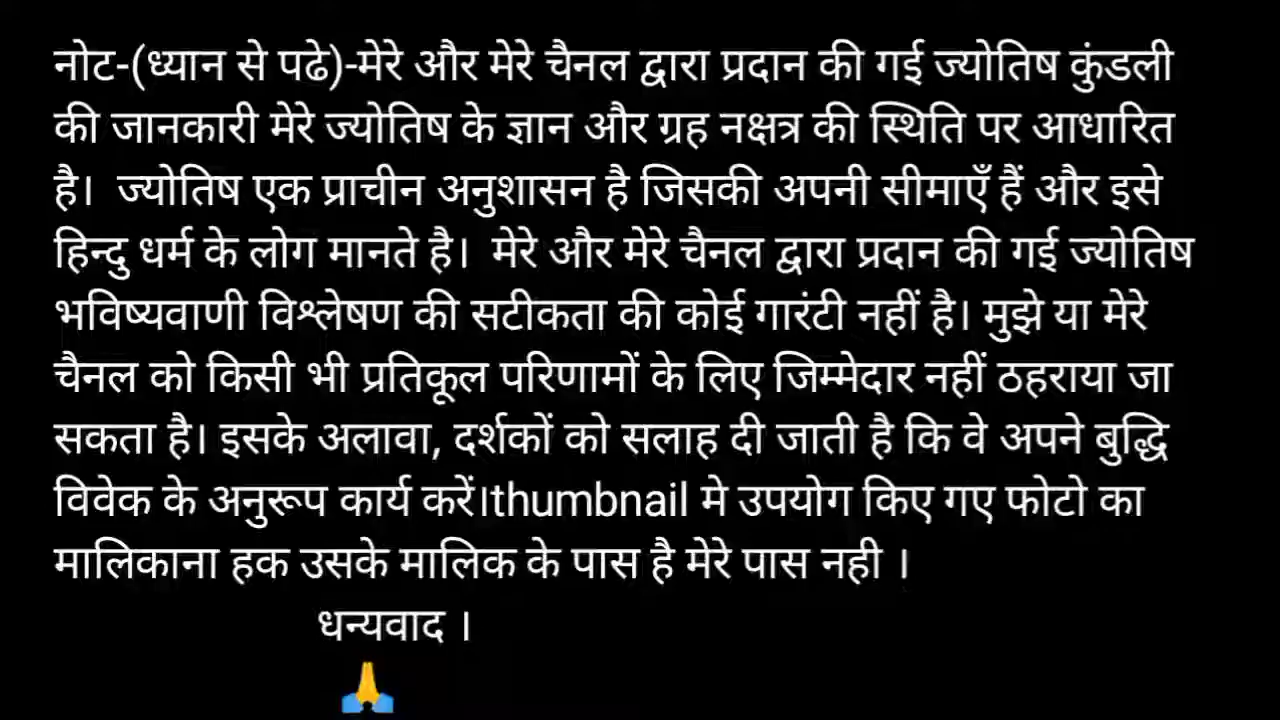 नोट-(ध्यान से पढे)-मेरे और मेरे चैनल द्वारा प्रदान की गई ज्योतिष कुंडली
की जानकारी मेरे ज्योतिष के ज्ञान और ग्रह नक्षत्र की स्थिति पर आधारित
है।  ज्योतिष एक प्राचीन अनुशासन है जिसकी अपनी सीमाएँ हैं और इसे
हिन्दु धर्म के लोग मानते है।  मेरे और मेरे चैनल द्वारा प्रदान की गई ज्योतिष
भविष्यवाणी विश्लेषण की सटीकता की कोई गारंटी नहीं है। मुझे या मेरे
चैनल को किसी भी प्रतिकूल परिणामों के लिए जिम्मेदार नहीं ठहराया जा
सकता है। इसके अलावा, दर्शकों को सलाह दी जाती है कि वे अपने बुद्धि
विवेक के अनुरूप कार्य करें।thumbnail मे उपयोग किए गए फोटो का
मालिकाना हक उसके मालिक के पास है मेरे पास नही ।
धन्यवाद ।
🙏